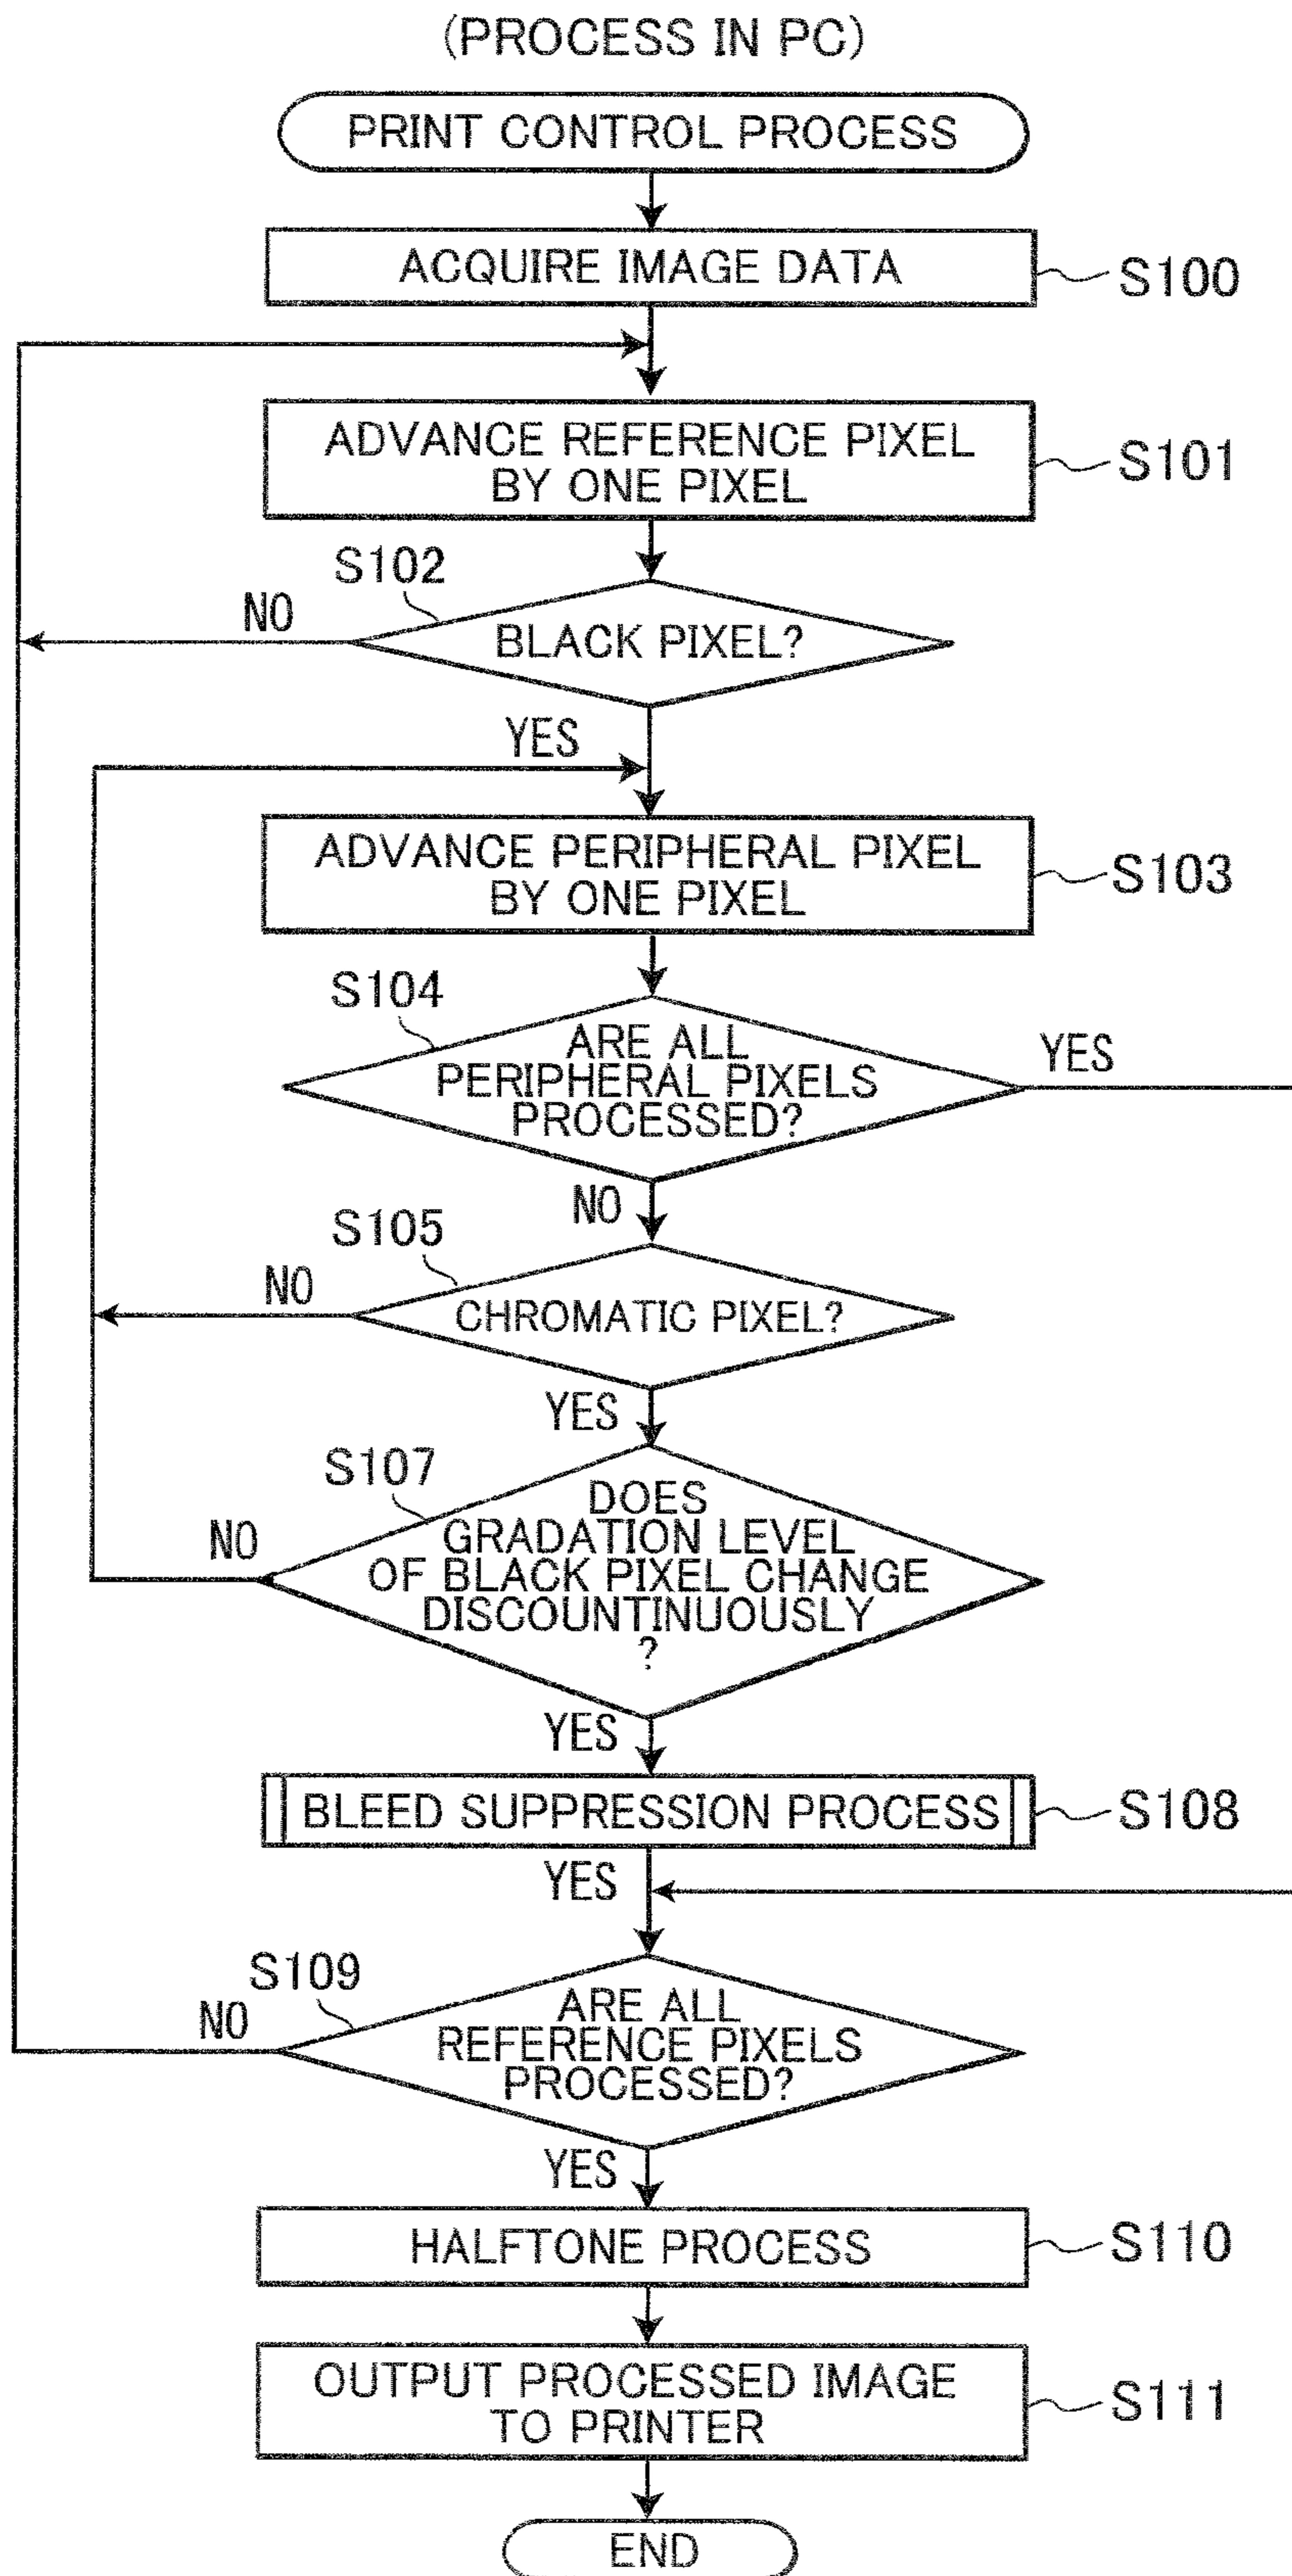 (PROCESS IN PC)
PRINT CONTROL PROCESS
ACQUIRE IMAGE DATA
S100
ADVANCE REFERENCE PIXEL
BY ONE PIXEL
S101
S102
NO
BLACK PIXEL?
YES
ADVANCE PERIPHERAL PIXEL
BY ONE PIXEL
S103
S104
ARE ALL
PERIPHERAL PIXELS
PROCESSED?
YES
NO
S105
NO
CHROMATIC PIXEL?
YES
S107
NO
DOES
GRADATION LEVEL
OF BLACK PIXEL CHANGE
DISCOUNTINUOUSLY
?
YES
BLEED SUPPRESSION PROCESS
S108
YES
S109
NO
ARE ALL
REFERENCE PIXELS
PROCESSED?
YES
HALFTONE PROCESS
S110
OUTPUT PROCESSED IMAGE
TO PRINTER
S111
END